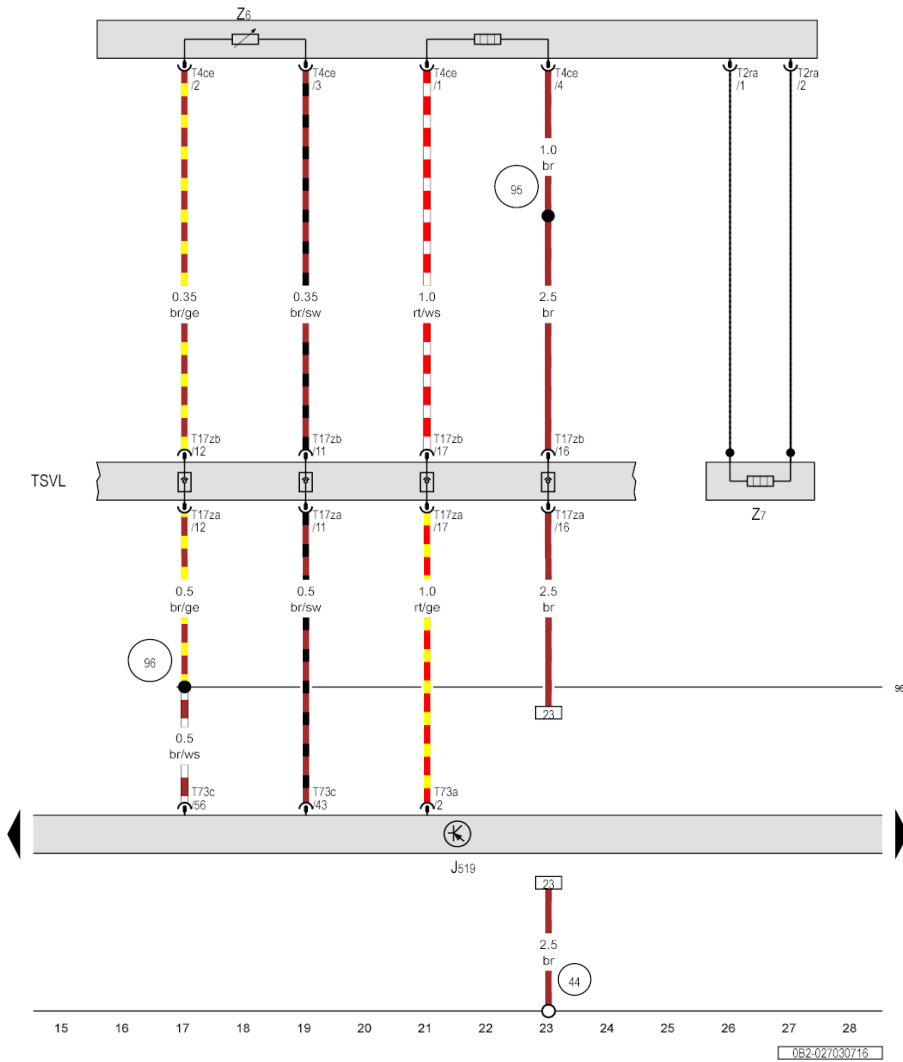 Z6
T4ce
/2
T4ce
/3
T4ce
/1
T4ce
/4
T2ra
/1
T2ra
/2
1.0
br
95
0.35
br/ge
0.35
br/sw
1.0
rt/ws
2.5
br
T17zb
/12
T17zb
/11
T17zb
/17
T17zb
/16
TSVL
Z7
T17za
/12
T17za
/11
T17za
/17
T17za
/16
0.5
br/ge
0.5
br/sw
1.0
rt/ge
2.5
br
96
96
23
0.5
br/ws
T73c
/56
T73c
/43
T73a
/2
J519
23
2.5
br
44
15 16 17 18 19 20 21 22 23 24 25 26 27 28
0B2-027030716